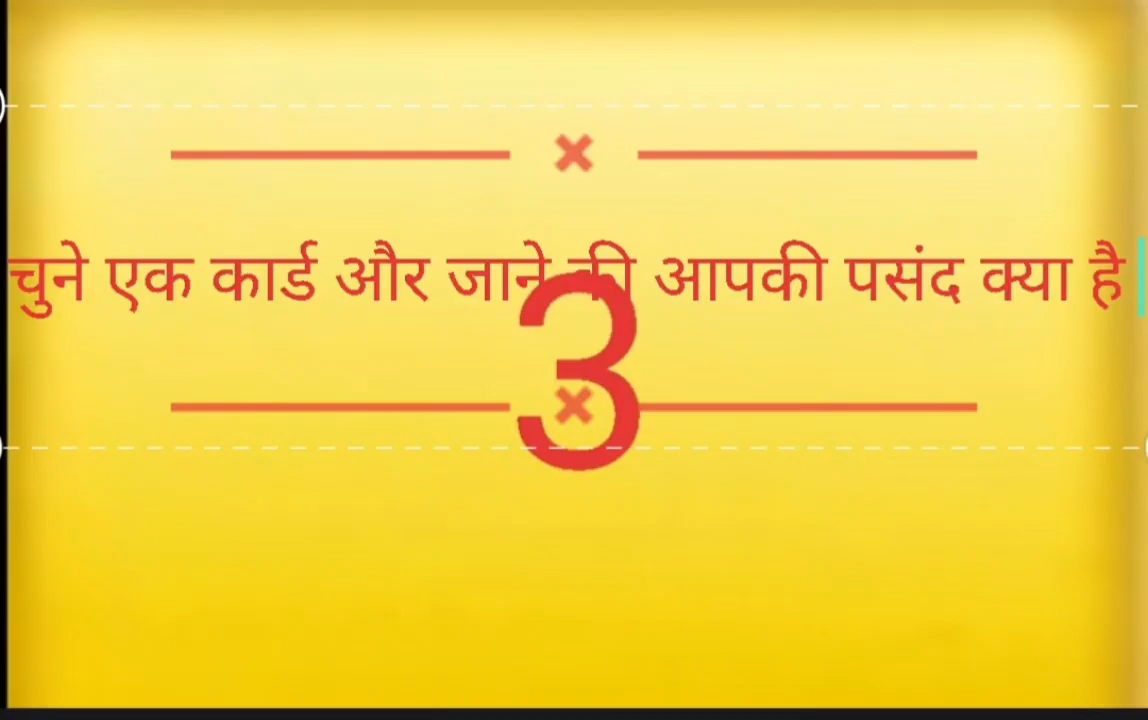 चुने एक कार्ड और जाने की आपकी पसंद क्या है
3